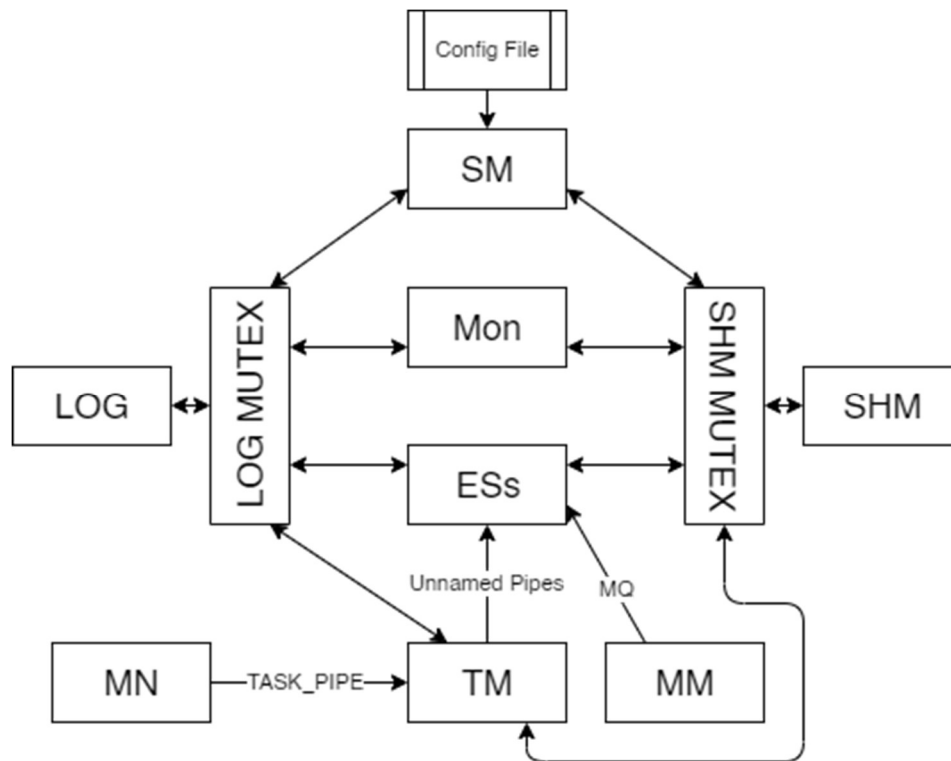 Config File
SM
LOG MUTEX
Mon
SHM MUTEX
LOG
SHM
ESs
Unnamed Pipes
MQ
MN
TASK_PIPE
TM
MM